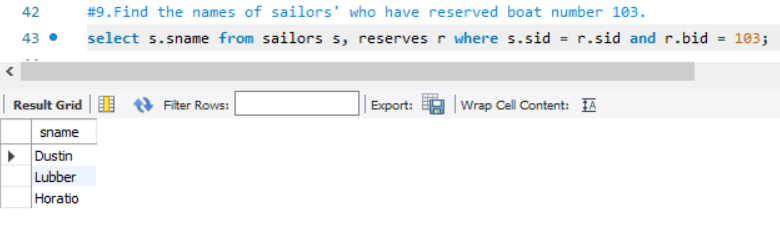 42 #9.Find the names of sailors' who have reserved boat number 103.
43 select s.sname from sailors s, reserves r where s.sid = r.sid and r.bid = 103;
Result Grid Filter Rows: Export: Wrap Cell Content: IA
sname
Dustin
Lubber
Horatio